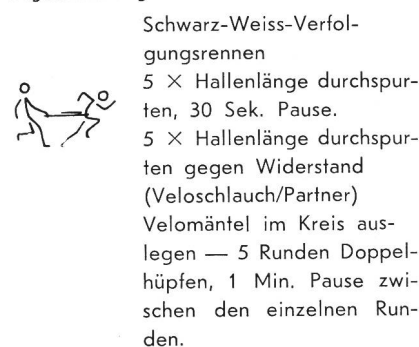 Schwarz-Weiss-Verfol-
gungsrennen
5 × Hallenlänge durchspur-
ten, 30 Sek. Pause.
5 × Hallenlänge durchspur-
ten gegen Widerstand
(Veloschlauch/Partner)
Velomäntel im Kreis aus-
legen — 5 Runden Doppel-
hüpfen, 1 Min. Pause zwi-
schen den einzelnen Run-
den.